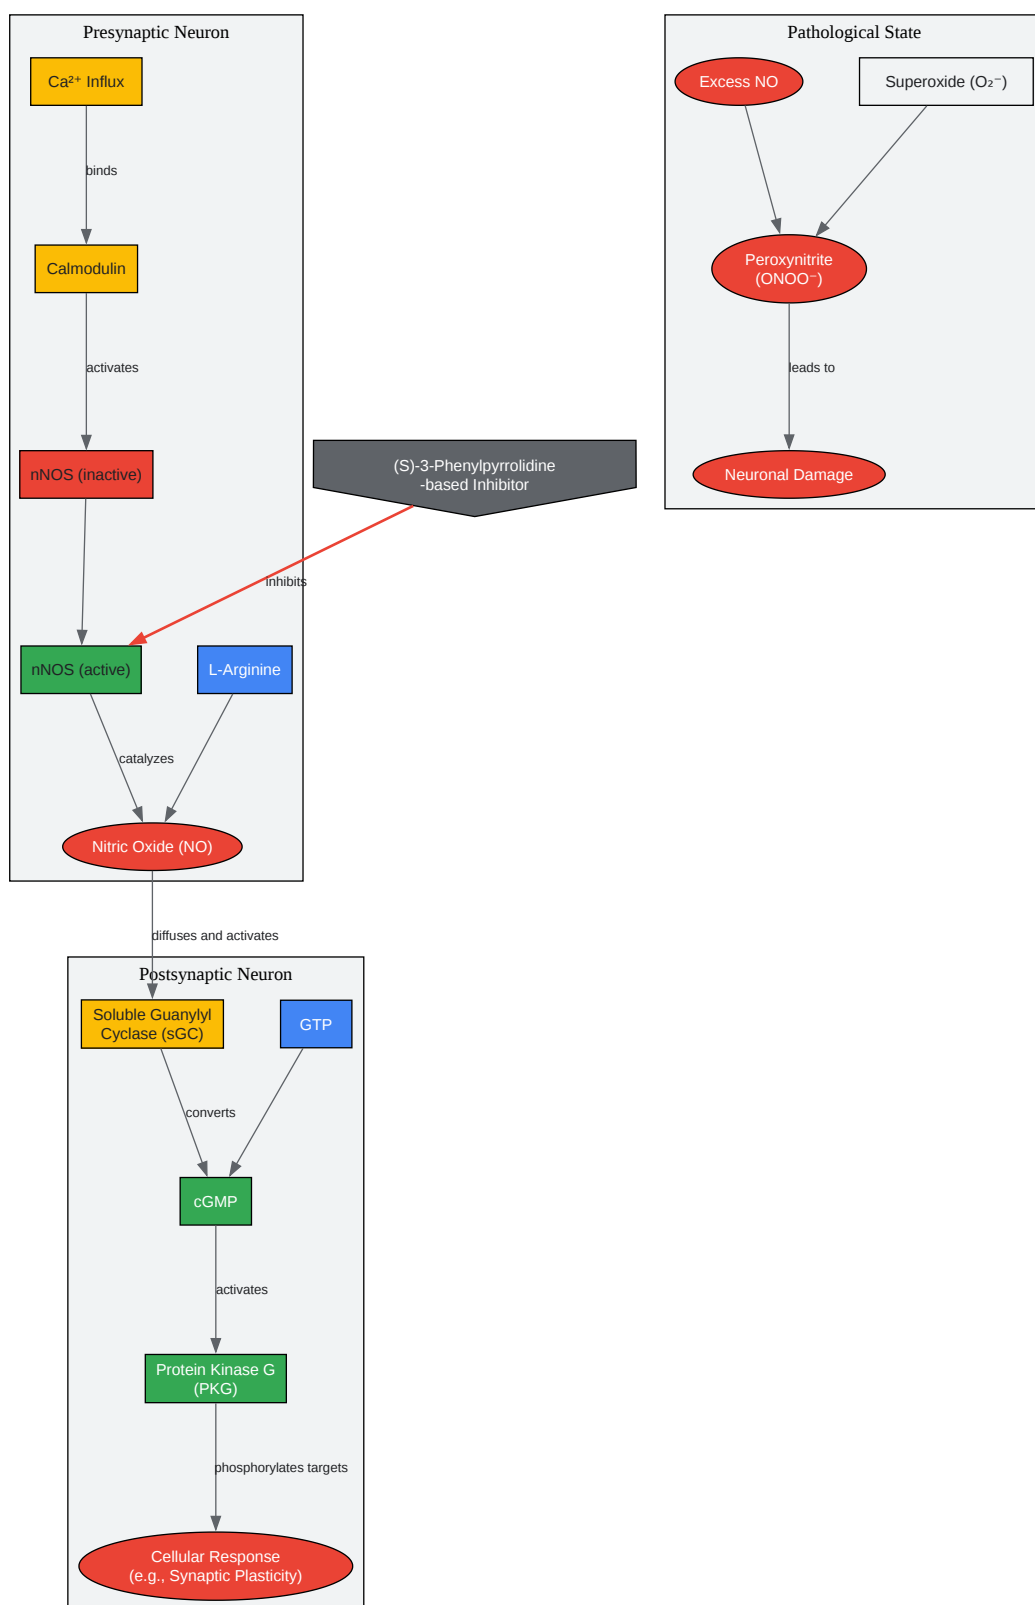 Presynaptic Neuron
Ca²⁺ Influx
binds
Calmodulin
activates
nNOS (inactive)
(S)-3-Phenylpyrrolidine
-based Inhibitor
inhibits
nNOS (active)
L-Arginine
catalyzes
Nitric Oxide (NO)
diffuses and activates
Postsynaptic Neuron
Soluble Guanylyl
Cyclase (sGC)
GTP
converts
cGMP
activates
Protein Kinase G
(PKG)
phosphorylates targets
Cellular Response
(e.g., Synaptic Plasticity)
Pathological State
Excess NO
Superoxide (O₂⁻)
Peroxynitrite
(ONOO⁻)
leads to
Neuronal Damage